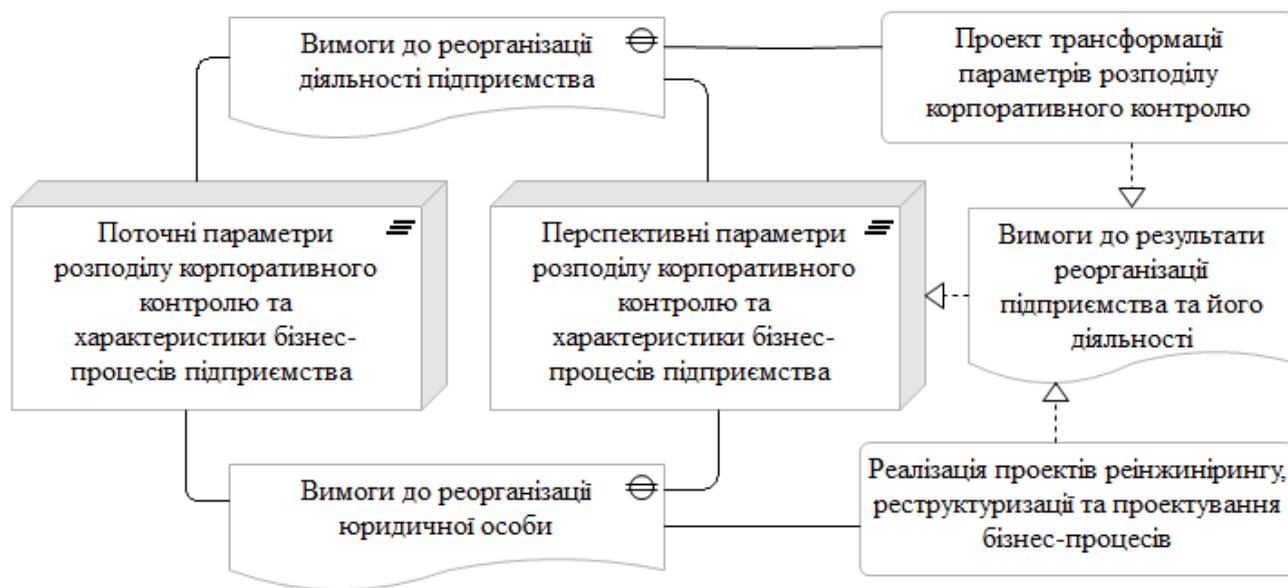 Вимоги до реорганізації
діяльності підприємства
Проект трансформації
параметрів розподілу
корпоративного контролю
Поточні параметри
розподілу корпоративного
контролю та
характеристики бізнес-
процесів підприємства
Перспективні параметри
розподілу корпоративного
контролю та
характеристики бізнес-
процесів підприємства
Вимоги до результати
реорганізації
підприємства та його
діяльності
Вимоги до реорганізації
юридичної особи
Реалізація проектів реінжинірингу,
реструктуризації та проектування
бізнес-процесів